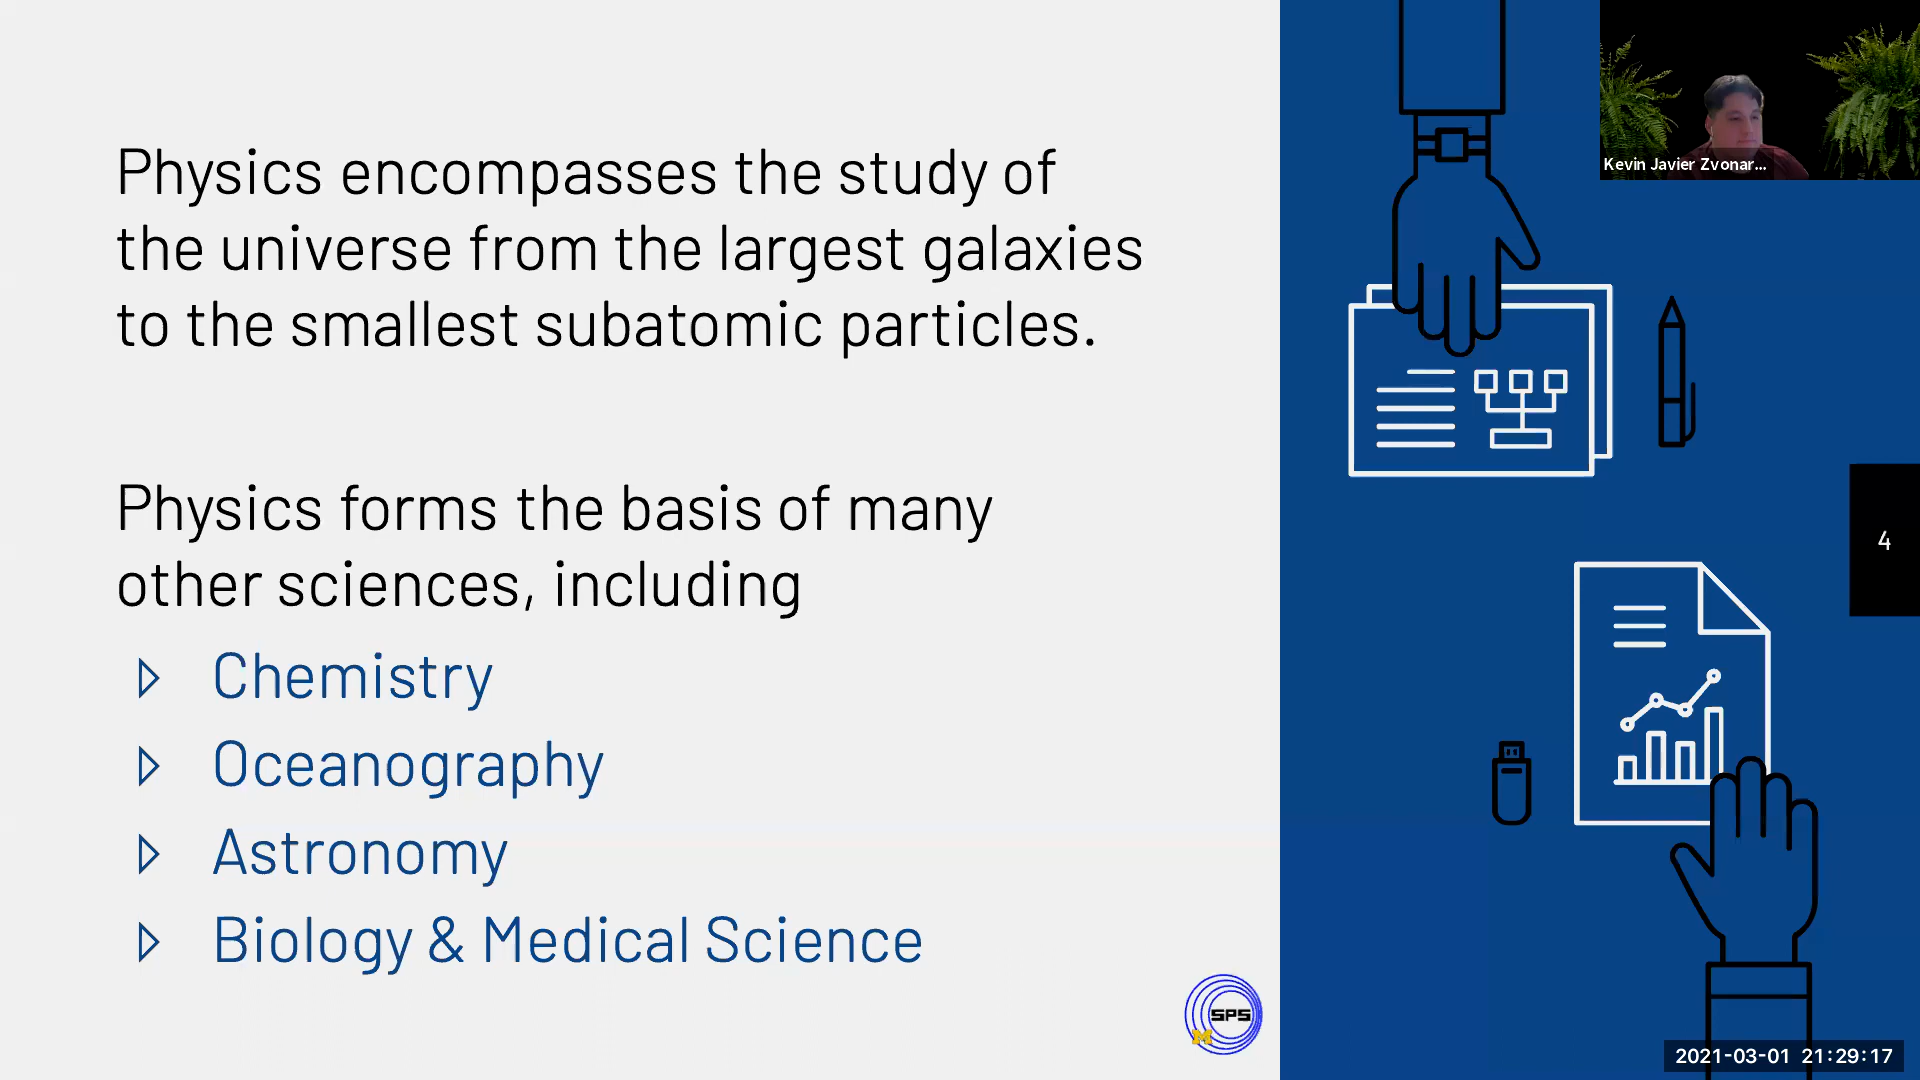 Physics encompasses the study of
the universe from the largest galaxies
to the smallest subatomic particles.
Physics forms the basis of many
other sciences, including
Chemistry
Oceanography
Astronomy
Biology & Medical Science
SPS
M
Kevin Javier Zvonar...
4
2021-03-01 21:29:17